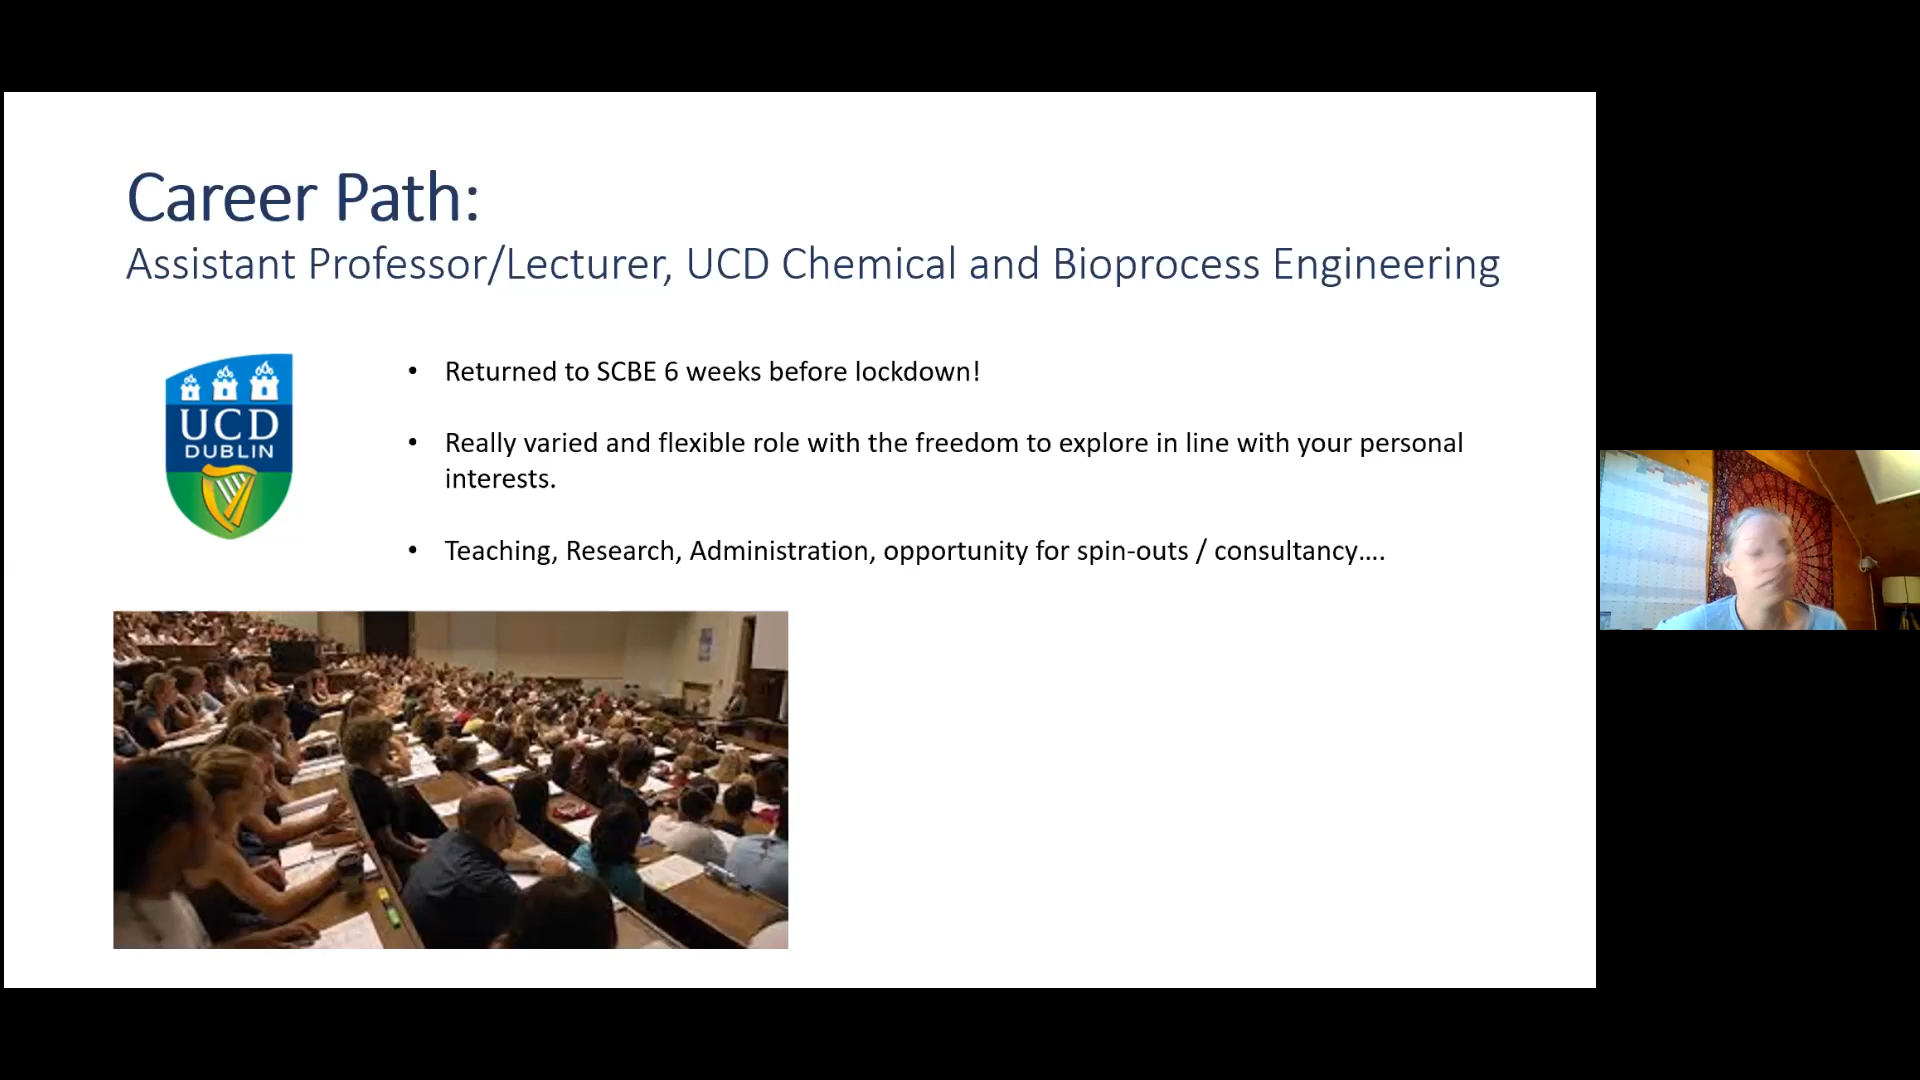 Career Path:
Assistant Professor/Lecturer, UCD Chemical and Bioprocess Engineering
UCD
DUBLIN
• Returned to SCBE 6 weeks before lockdown!
• Really varied and flexible role with the freedom to explore in line with your personal
interests.
• Teaching, Research, Administration, opportunity for spin-outs / consultancy....